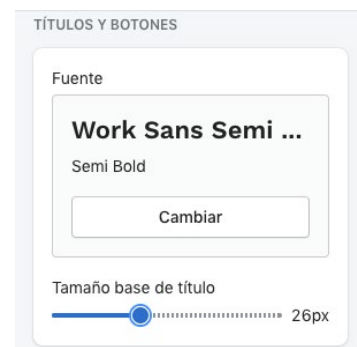 TÍTULOS Y BOTONES
Fuente
Work Sans Semi ...
Semi Bold
Cambiar
Tamaño base de título
26px